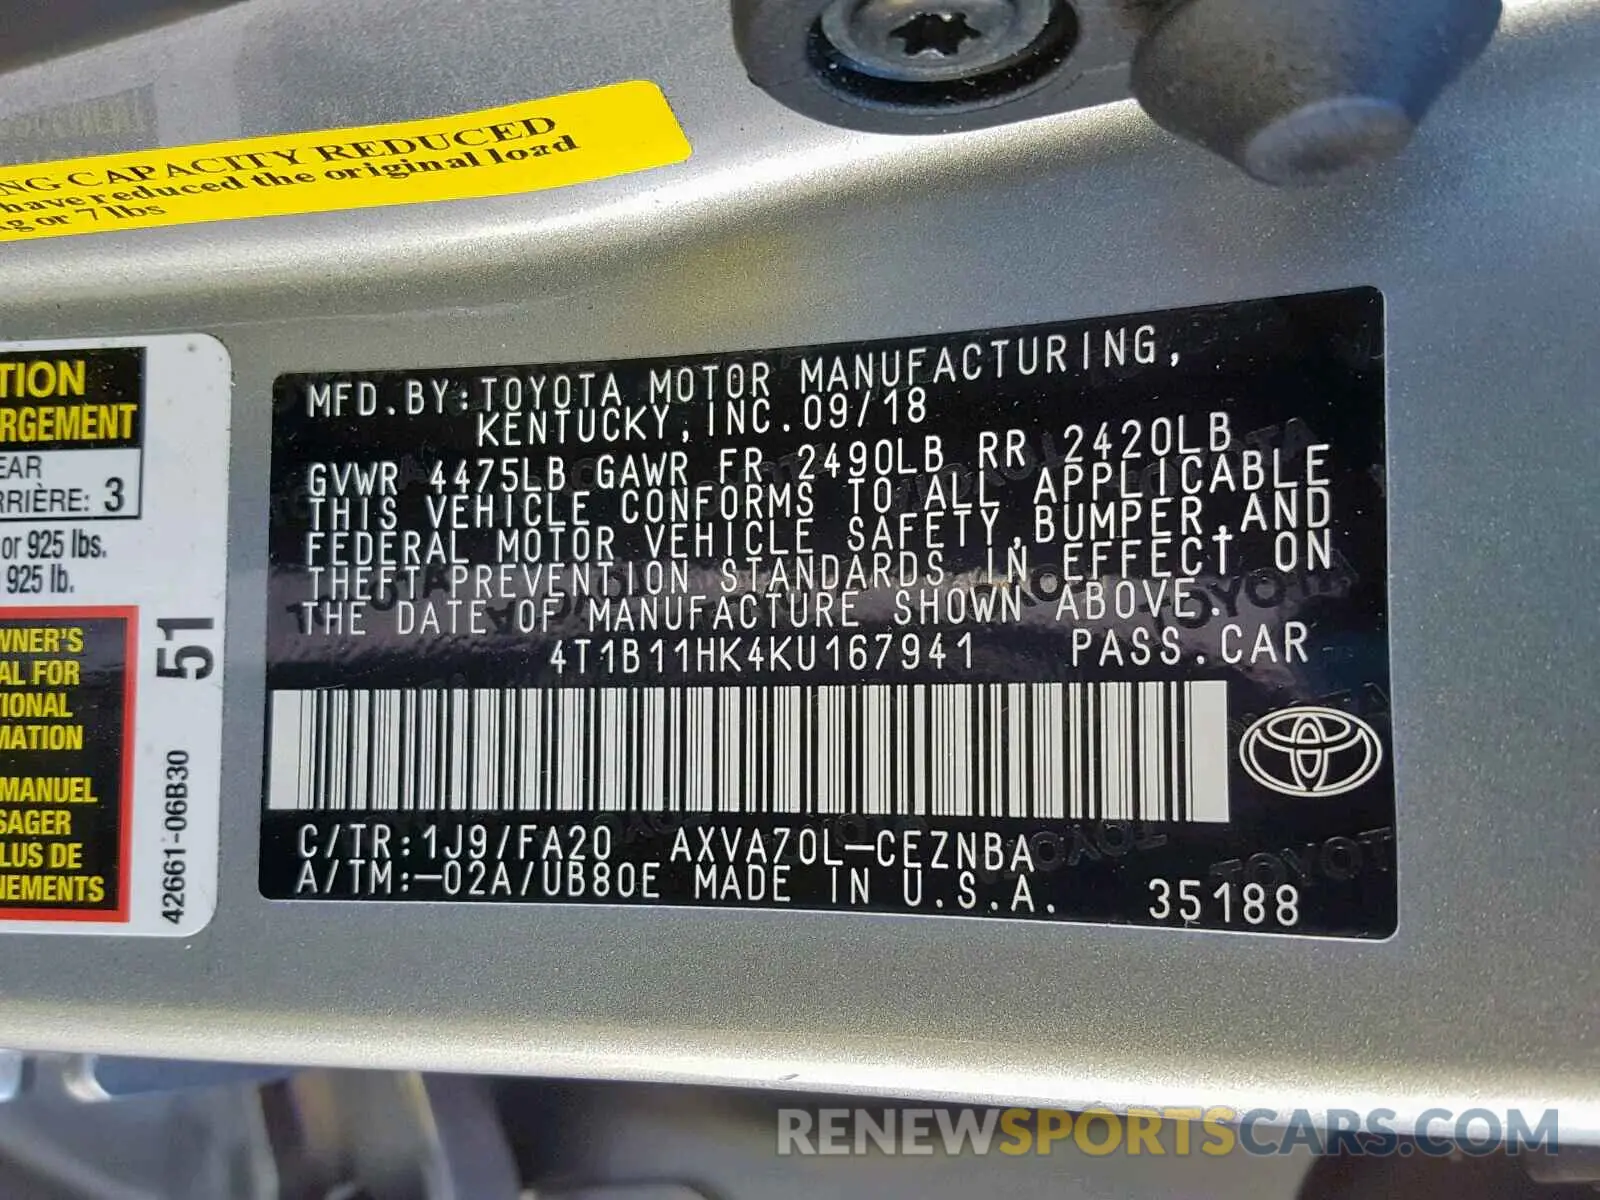 NG CAPACITY REDUCED
have reduced the original load
kg or 7 lbs
TION
RGEMENT
EAR
RRIÈRE: 3
or 925 lbs.
925 lb.
WNER'S
AL FOR
IONAL
MATION
MANUEL
SAGER
LUS DE
NEMENTS
51
42661-06B30
MFD.BY:TOYOTA MOTOR MANUFACTURING,
KENTUCKY,INC.09/18
GVWR 4475LB GAWR FR 2490LB RR 2420LB
THIS VEHICLE CONFORMS TO ALL APPLICABLE
FEDERAL MOTOR VEHICLE SAFETY,BUMPER,AND
THEFT PREVENTION STANDARDS IN EFFECT ON
THE DATE OF MANUFACTURE SHOWN ABOVE.
4T1B11HK4KU167941 PASS.CAR
C/TR:1J9/FA20 AXVA70L-CEZNBA
A/TM:-02A/UB80E MADE IN U.S.A. 35188
RENEWSPORTSCARS.COM